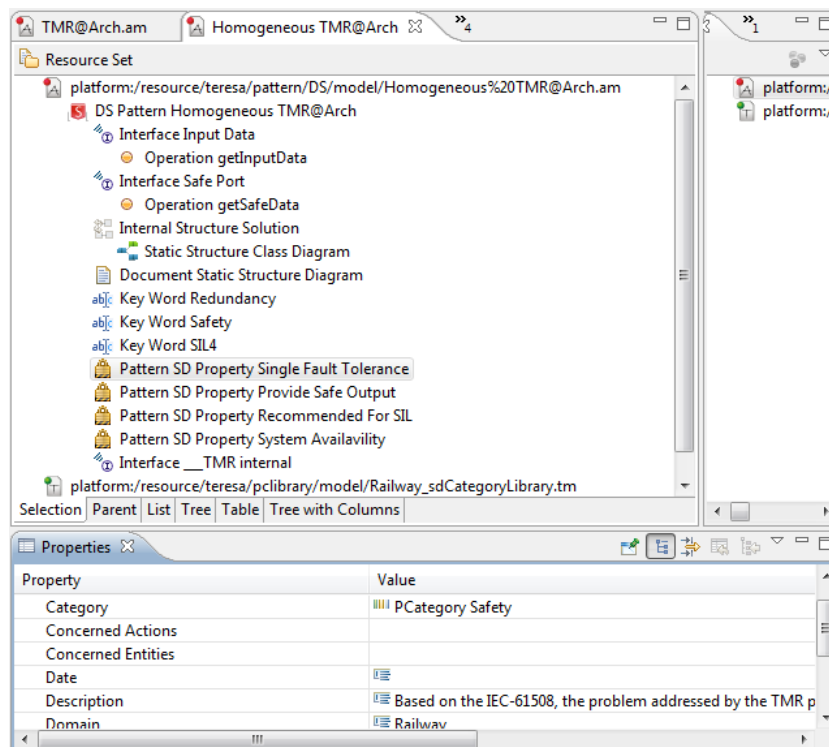 TMR@Arch.am
Homogeneous TMR@Arch
»4
»1
Resource Set
platform:/resource/teresa/pattern/DS/model/Homogeneous%20TMR@Arch.am
platform:/
DS Pattern Homogeneous TMR@Arch
platform:/
Interface Input Data
Operation getInputData
Interface Safe Port
Operation getSafeData
Internal Structure Solution
Static Structure Class Diagram
Document Static Structure Diagram
Key Word Redundancy
Key Word Safety
Key Word SIL4
Pattern SD Property Single Fault Tolerance
Pattern SD Property Provide Safe Output
Pattern SD Property Recommended For SIL
Pattern SD Property System Availavility
Interface __TMR internal
platform:/resource/teresa/pclibrary/model/Railway_sdCategoryLibrary.tm
Selection Parent List Tree Table Tree with Columns
Properties
Property Value
Category PCategory Safety
Concerned Actions
Concerned Entities
Date
Description Based on the IEC-61508, the problem addressed by the TMR p
Domain Railway